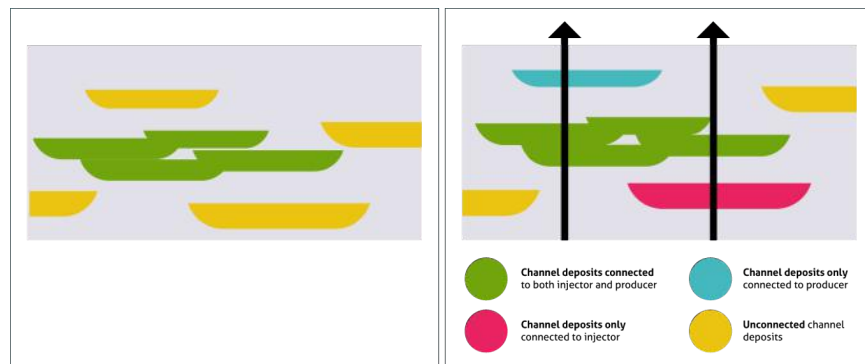 Channel deposits connected
to both injector and producer
Channel deposits only
connected to producer
Channel deposits only
connected to injector
Unconnected channel
deposits